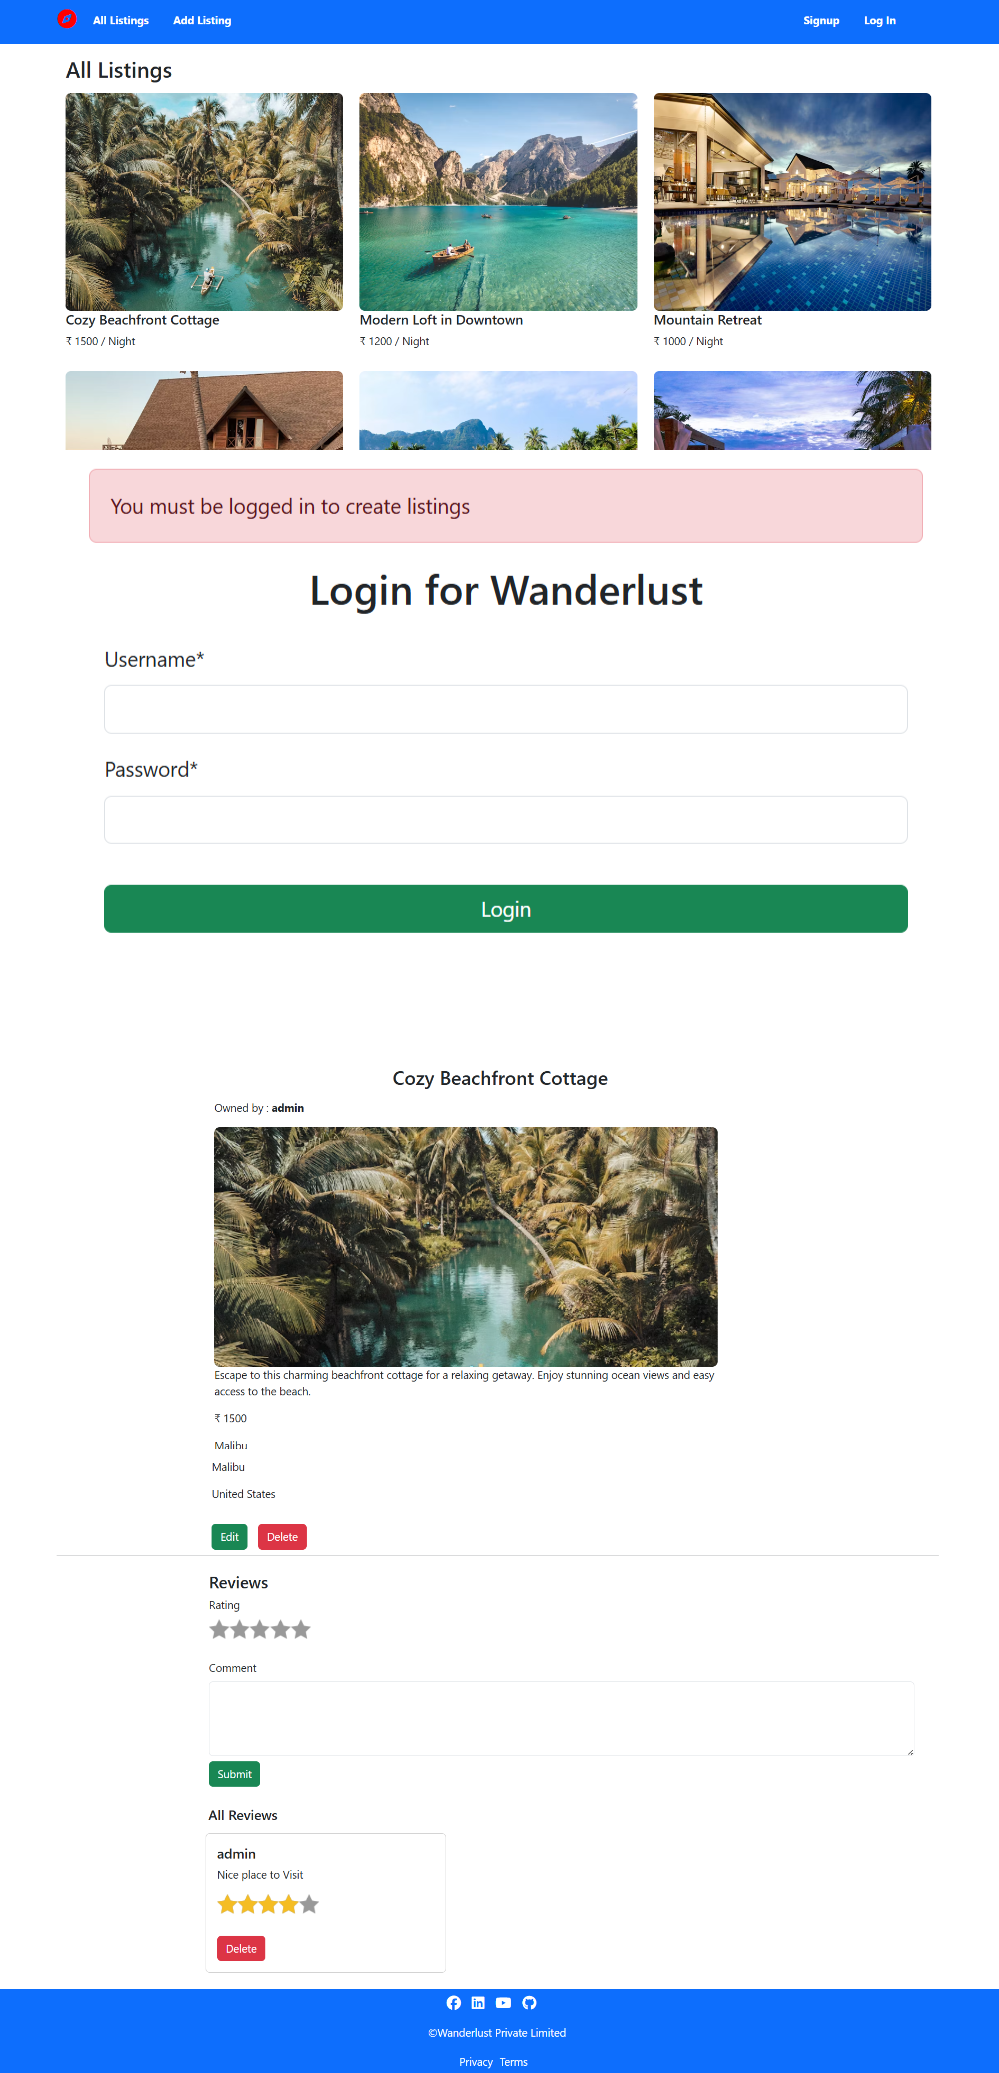 All Listings
Add Listing
Signup
Log In
All Listings
Cozy Beachfront Cottage
₹ 1500 / Night
Modern Loft in Downtown
₹ 1200 / Night
Mountain Retreat
₹ 1000 / Night
You must be logged in to create listings
Login for Wanderlust
Username*
Password*
Login
Cozy Beachfront Cottage
Owned by : admin
Escape to this charming beachfront cottage for a relaxing getaway. Enjoy stunning ocean views and easy
access to the beach.
₹ 1500
Malibu
Malibu
United States
Edit
Delete
Reviews
Rating
Comment
Submit
All Reviews
admin
Nice place to Visit
Delete
©Wanderlust Private Limited
Privacy Terms